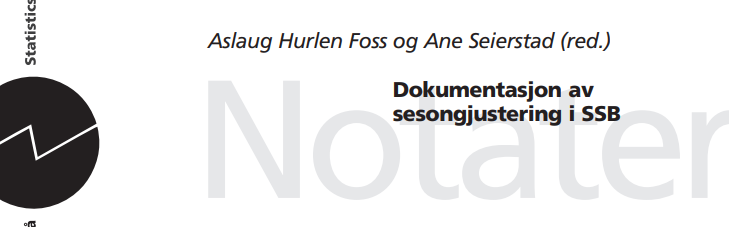 Statistics
Aslaug Hurlen Foss og Ane Seierstad (red.)
Notater
Dokumentasjon av
sesongjustering i SSB
å